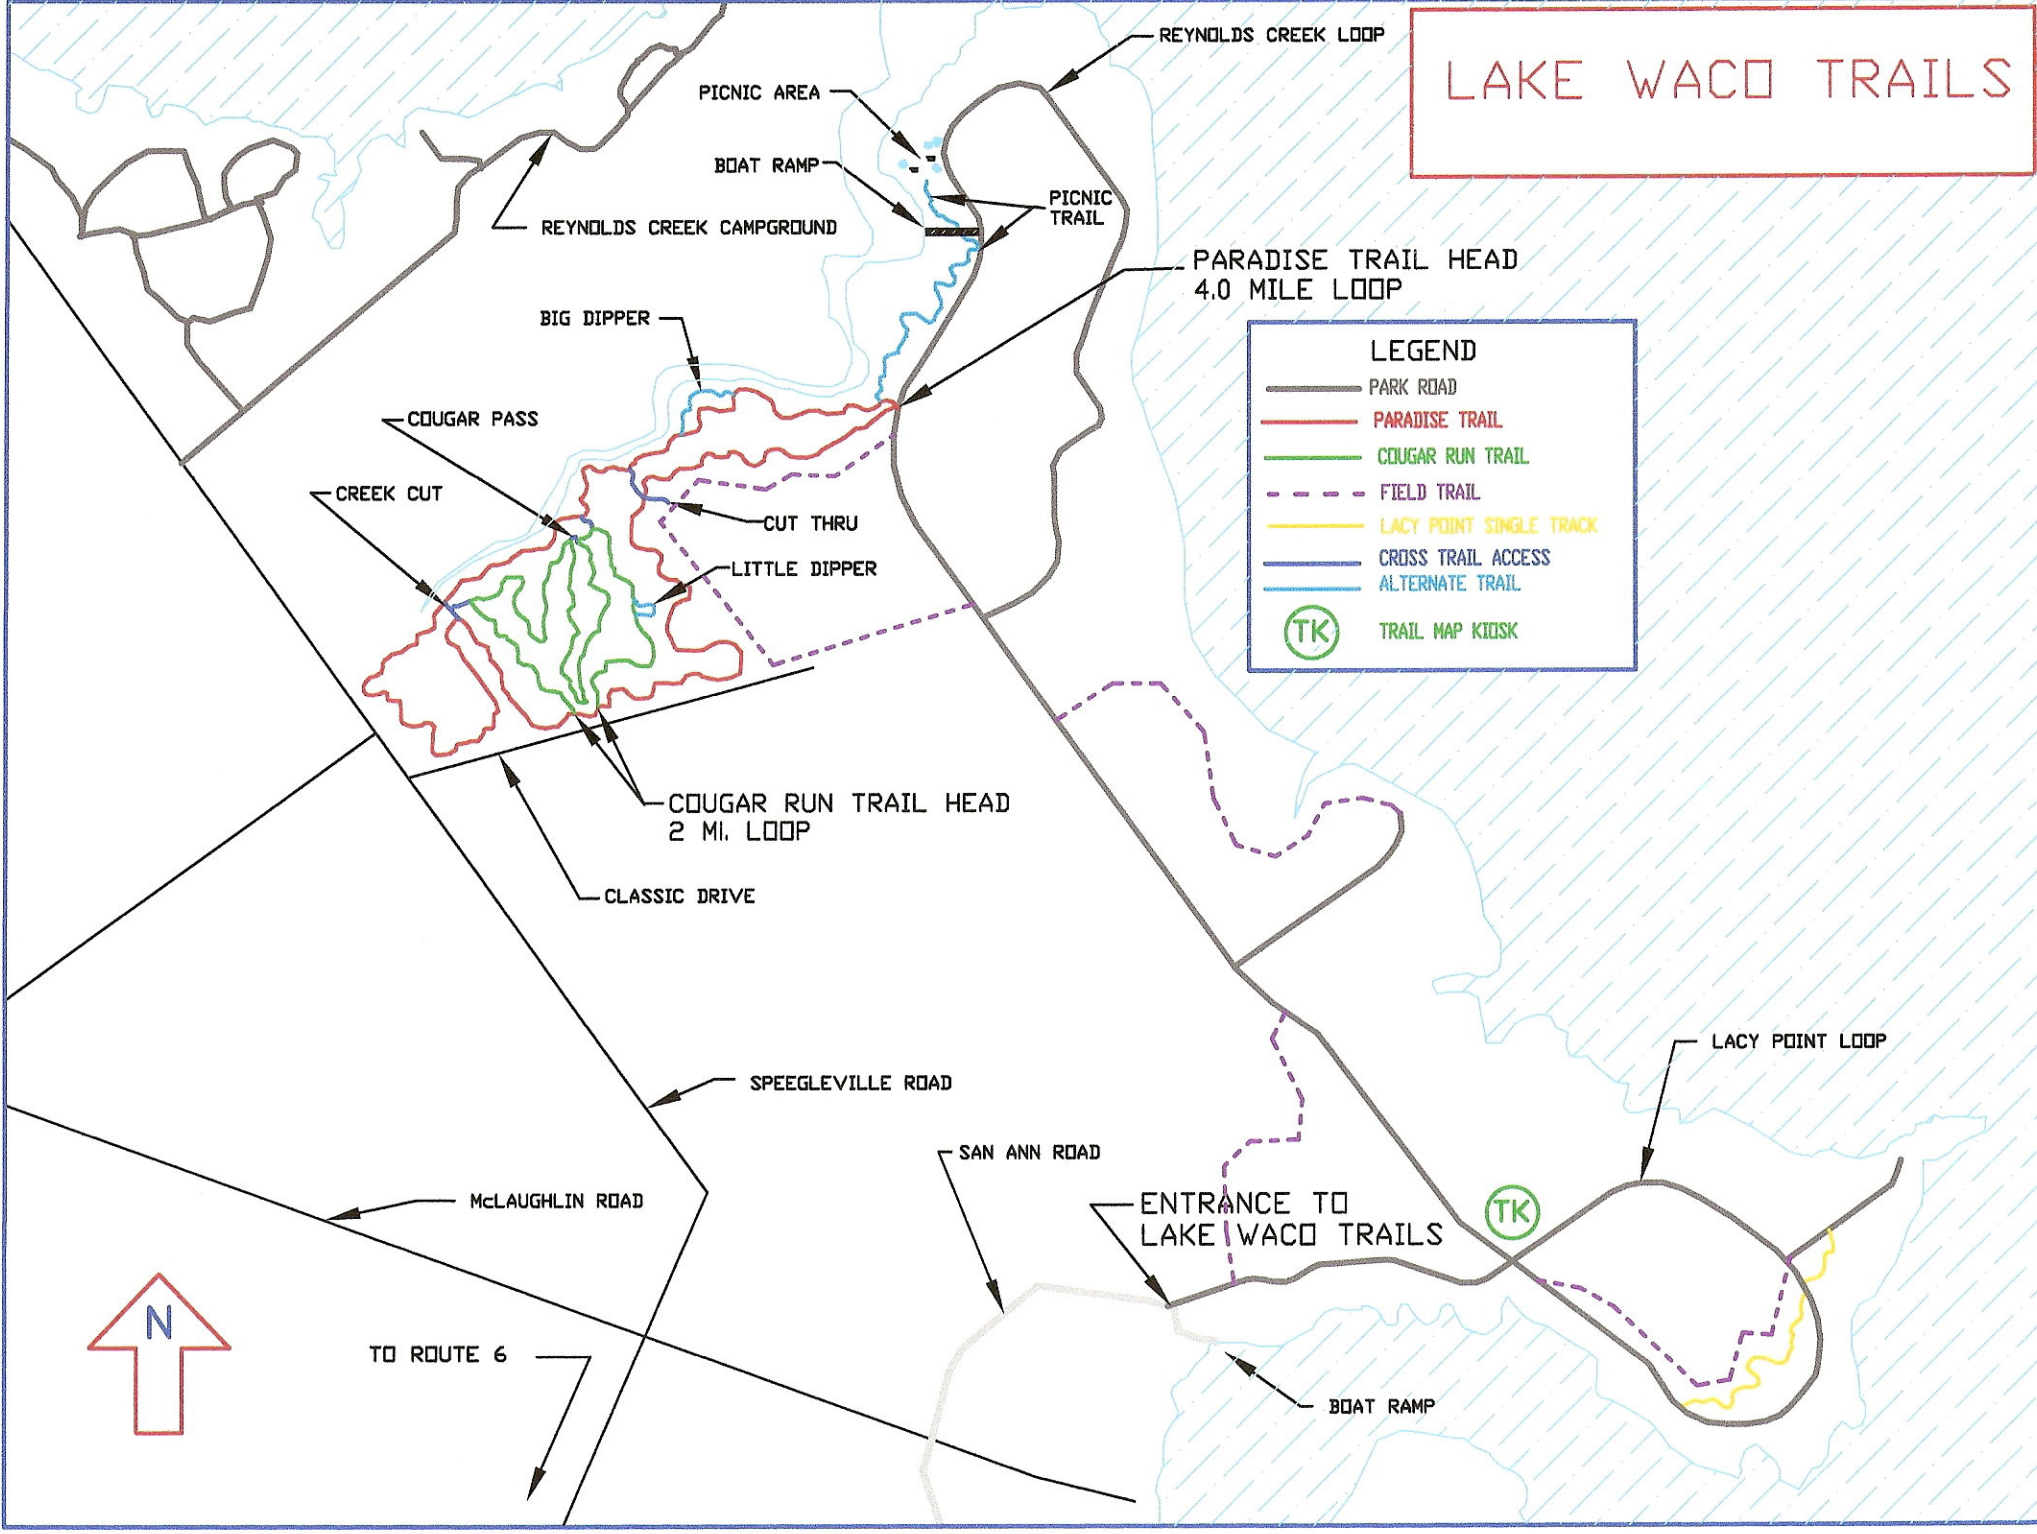 LAKE WACO TRAILS
REYNOLDS CREEK LOOP
PICNIC AREA
BOAT RAMP
PICNIC
TRAIL
REYNOLDS CREEK CAMPGROUND
PARADISE TRAIL HEAD
4.0 MILE LOOP
BIG DIPPER
COUGAR PASS
CREEK CUT
CUT THRU
LITTLE DIPPER
LEGEND
PARK ROAD
PARADISE TRAIL
COUGAR RUN TRAIL
FIELD TRAIL
LACY POINT SINGLE TRACK
CROSS TRAIL ACCESS
ALTERNATE TRAIL
TK
TRAIL MAP KIOSK
COUGAR RUN TRAIL HEAD
2 MI. LOOP
CLASSIC DRIVE
SPEEGLEVILLE ROAD
LACY POINT LOOP
SAN ANN ROAD
McLAUGHLIN ROAD
ENTRANCE TO
LAKE WACO TRAILS
TK
N
TO ROUTE 6
BOAT RAMP